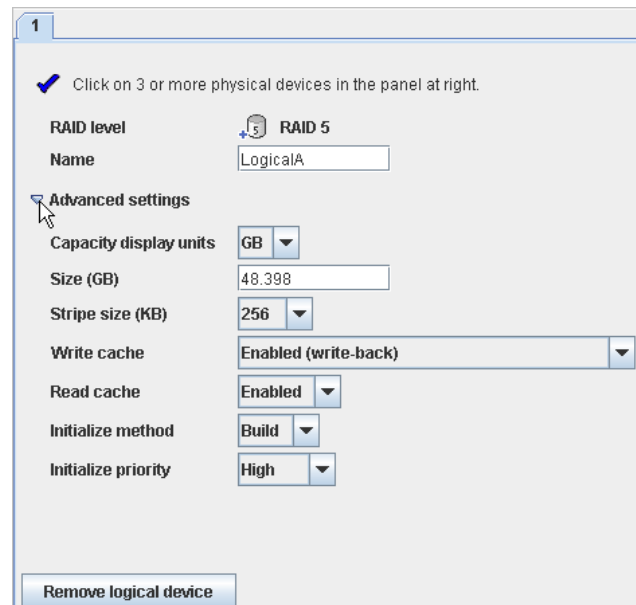 1
Click on 3 or more physical devices in the panel at right.
RAID level 5 RAID 5
Name LogicalA
Advanced settings
Capacity display units GB
Size (GB) 48.398
Stripe size (KB) 256
Write cache Enabled (write-back)
Read cache Enabled
Initialize method Build
Initialize priority High
Remove logical device